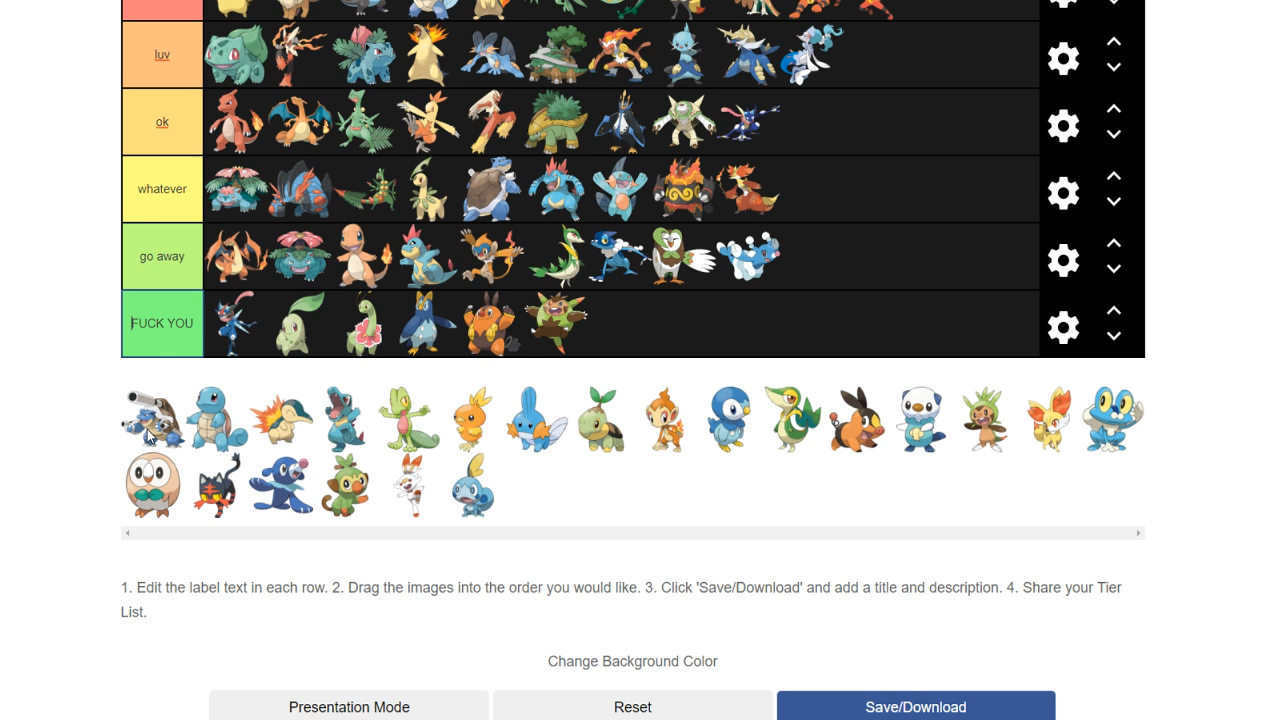 luv
ok
whatever
go away
FUCK YOU
1. Edit the label text in each row. 2. Drag the images into the order you would like. 3. Click 'Save/Download' and add a title and description. 4. Share your Tier
List.
Change Background Color
Presentation Mode
Reset
Save/Download